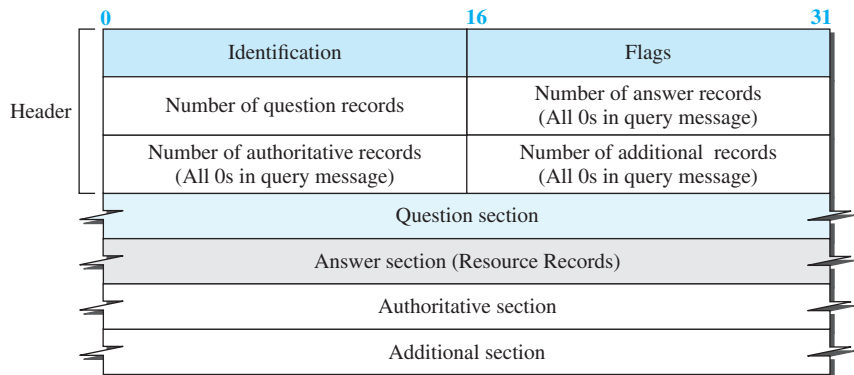 0 16 31
Header
Identification
Flags
Number of question records
Number of answer records
(All 0s in query message)
Number of authoritative records
(All 0s in query message)
Number of additional records
(All 0s in query message)
Question section
Answer section (Resource Records)
Authoritative section
Additional section